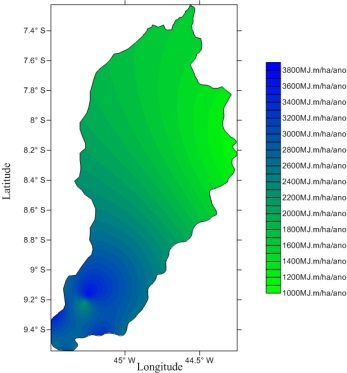 7.4° S
7.6° S
7.8° S
8° S
8.2° S
8.4° S
8.6° S
8.8° S
9° S
9.2° S
9.4° S
Latitude
45° W
44.5° W
Longitude
3800MJ.m/ha/ano
3600MJ.m/ha/ano
3400MJ.m/ha/ano
3200MJ.m/ha/ano
3000MJ.m/ha/ano
2800MJ.m/ha/ano
2600MJ.m/ha/ano
2400MJ.m/ha/ano
2200MJ.m/ha/ano
2000MJ.m/ha/ano
1800MJ.m/ha/ano
1600MJ.m/ha/ano
1400MJ.m/ha/ano
1200MJ.m/ha/ano
1000MJ.m/ha/ano